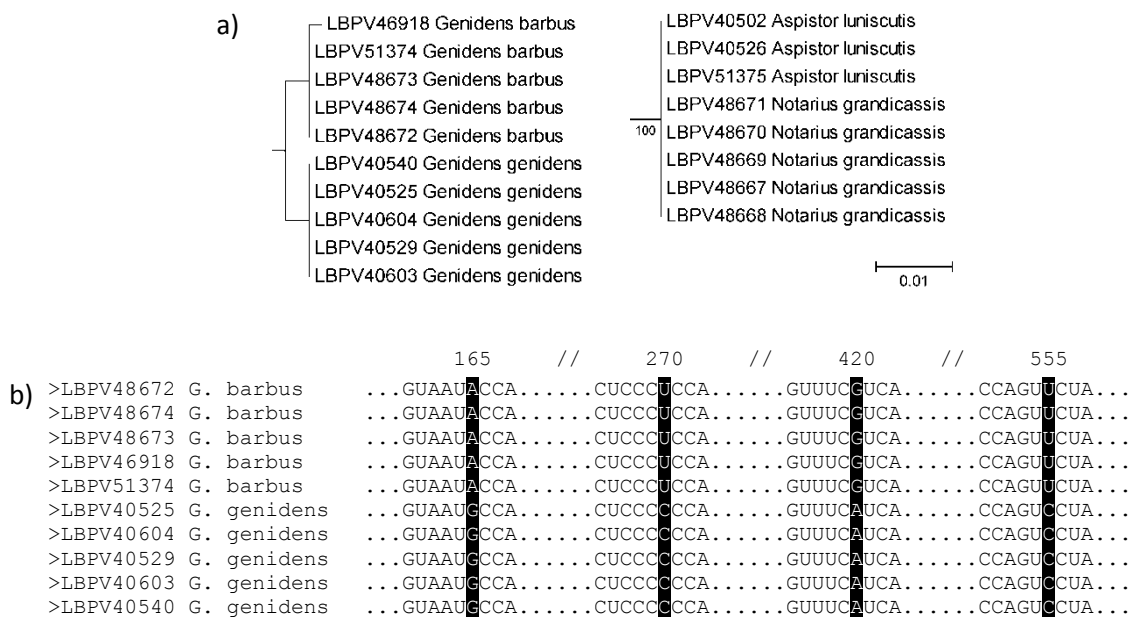 a)
LBPV46918 Genidens barbus
LBPV51374 Genidens barbus
LBPV48673 Genidens barbus
LBPV48674 Genidens barbus
LBPV48672 Genidens barbus
LBPV40540 Genidens genidens
LBPV40525 Genidens genidens
LBPV40604 Genidens genidens
LBPV40529 Genidens genidens
LBPV40603 Genidens genidens
100
LBPV40502 Aspistor luniscutis
LBPV40526 Aspistor luniscutis
LBPV51375 Aspistor luniscutis
LBPV48671 Notarius grandicassis
LBPV48670 Notarius grandicassis
LBPV48669 Notarius grandicassis
LBPV48667 Notarius grandicassis
LBPV48668 Notarius grandicassis
0.01
b)
165 // 270 // 420 // 555
>LBPV48672 G. barbus ...GUAAUACCA......CUCCCUCCA......GUUUCGUCA......CCAGUUCUA...
>LBPV48674 G. barbus ...GUAAUACCA......CUCCCUCCA......GUUUCGUCA......CCAGUUCUA...
>LBPV48673 G. barbus ...GUAAUACCA......CUCCCUCCA......GUUUCGUCA......CCAGUUCUA...
>LBPV46918 G. barbus ...GUAAUACCA......CUCCCUCCA......GUUUCGUCA......CCAGUUCUA...
>LBPV51374 G. barbus ...GUAAUACCA......CUCCCUCCA......GUUUCGUCA......CCAGUUCUA...
>LBPV40525 G. genidens ...GUAAUGCCA......CUCCCCCCA......GUUUCAUCA......CCAGUCCUA...
>LBPV40604 G. genidens ...GUAAUGCCA......CUCCCCCCA......GUUUCAUCA......CCAGUCCUA...
>LBPV40529 G. genidens ...GUAAUGCCA......CUCCCCCCA......GUUUCAUCA......CCAGUCCUA...
>LBPV40603 G. genidens ...GUAAUGCCA......CUCCCCCCA......GUUUCAUCA......CCAGUCCUA...
>LBPV40540 G. genidens ...GUAAUGCCA......CUCCCCCCA......GUUUCAUCA......CCAGUCCUA...